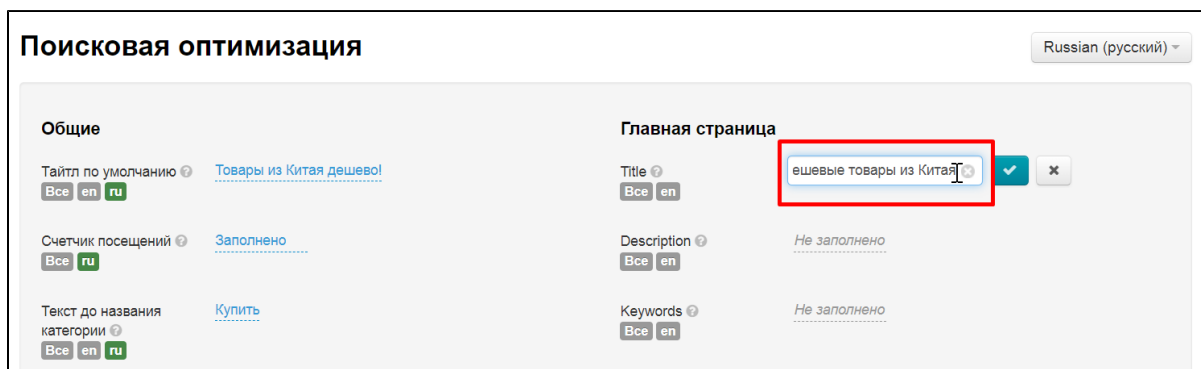 Поисковая оптимизация
Russian (русский)
Общие
Тайтл по умолчанию
Товары из Китая дешево!
Все en ru
Счетчик посещений
Заполнено
Все ru
Текст до названия
категории
Купить
Все en ru
Главная страница
Title
ешевые товары из Китая
Все en
Description
Не заполнено
Все en
Keywords
Не заполнено
Все en